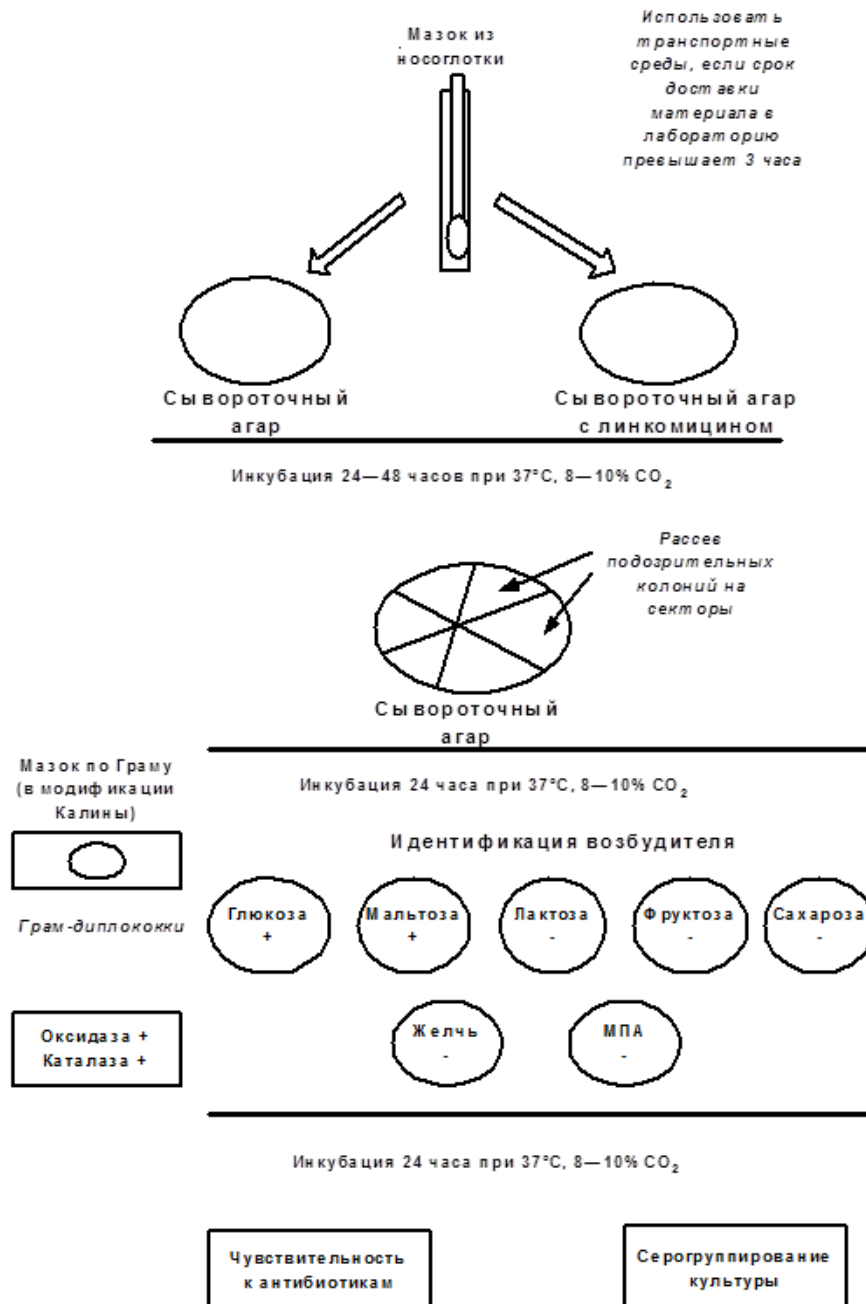 Мазок из
носоглотки
Использовать
транспортные
среды, если срок
доставки
материала в
лабораторию
превышает 3 часа
Сывороточный
агар
Сывороточный агар
с линкомицином
Инкубация 24—48 часов при 37°С, 8—10% CO2
Рассев
подозрительных
колоний на
секторы
Сывороточный
агар
Мазок по Граму
(в модификации
Калины)
Инкубация 24 часа при 37°С, 8—10% CO2
Идентификация возбудителя
Грам-диплококки
Глюкоза
+
Мальтоза
+
Лактоза
-
Фруктоза
-
Сахароза
-
Оксидаза +
Каталаза +
Желчь
-
МПА
-
Инкубация 24 часа при 37°С, 8—10% CO2
Чувствительность
к антибиотикам
Серогруппирование
культуры